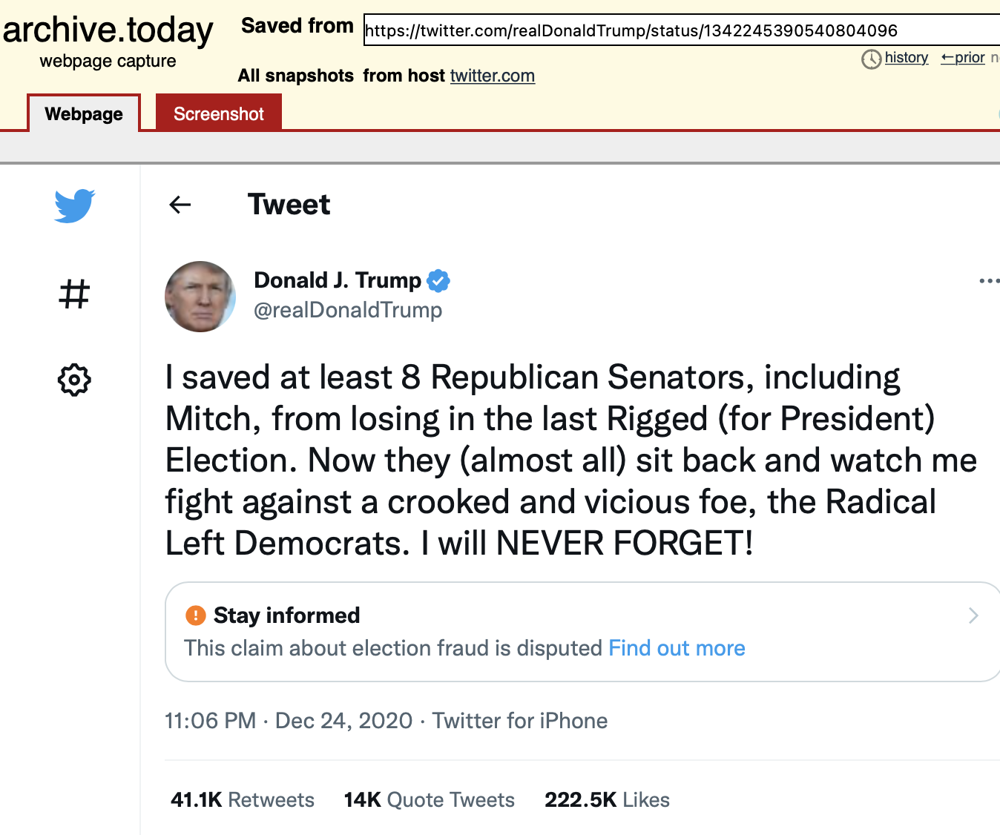 archive.today
webpage capture
Saved from
https://twitter.com/realDonaldTrump/status/1342245390540804096
history ←prior
All snapshots from host twitter.com
Webpage
Screenshot
Tweet
Donald J. Trump
@realDonaldTrump
I saved at least 8 Republican Senators, including
Mitch, from losing in the last Rigged (for President)
Election. Now they (almost all) sit back and watch me
fight against a crooked and vicious foe, the Radical
Left Democrats. I will NEVER FORGET!
Stay informed
This claim about election fraud is disputed Find out more
11:06 PM · Dec 24, 2020 · Twitter for iPhone
41.1K Retweets 14K Quote Tweets 222.5K Likes